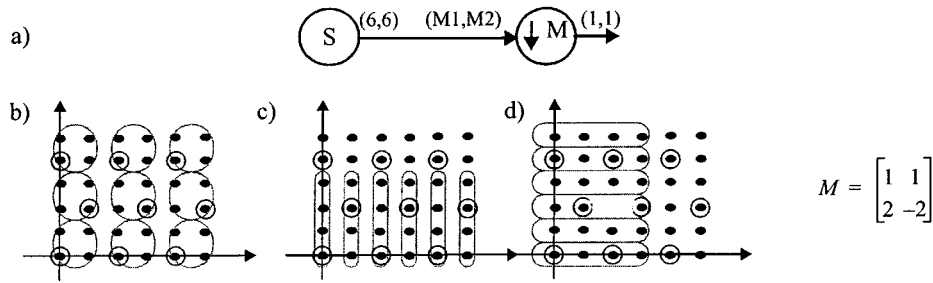 a)
S
(6,6)
(M1,M2)
M
(1,1)
b)
c)
d)
M = [1 1
2 -2]